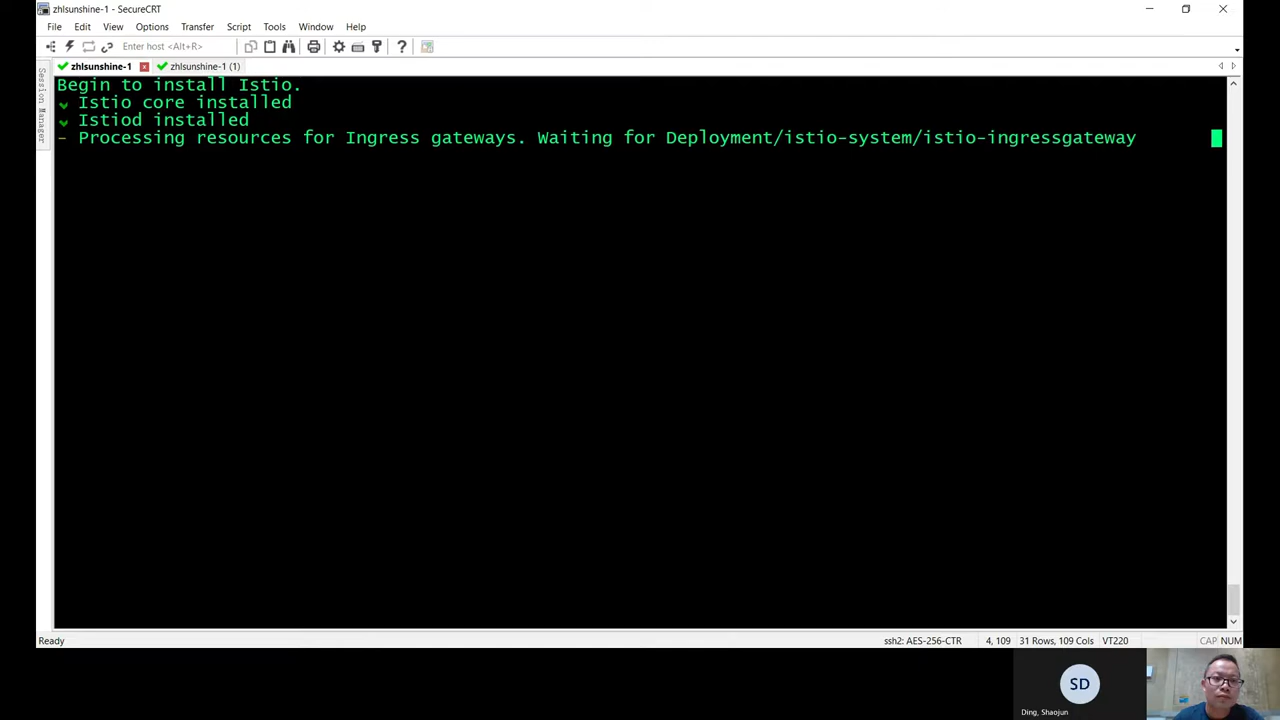 zhlsunshine-1 - SecureCRT
File Edit View Options Transfer Script Tools Window Help
Enter host <Alt+R>
Session Manager
zhlsunshine-1
zhlsunshine-1 (1)
Begin to install Istio.
Istio core installed
Istiod installed
- Processing resources for Ingress gateways. Waiting for Deployment/istio-system/istio-ingressgateway
Ready
ssh2: AES-256-CTR
4, 109
31 Rows, 109 Cols
VT220
CAP NUM
SD
Ding, Shaojun